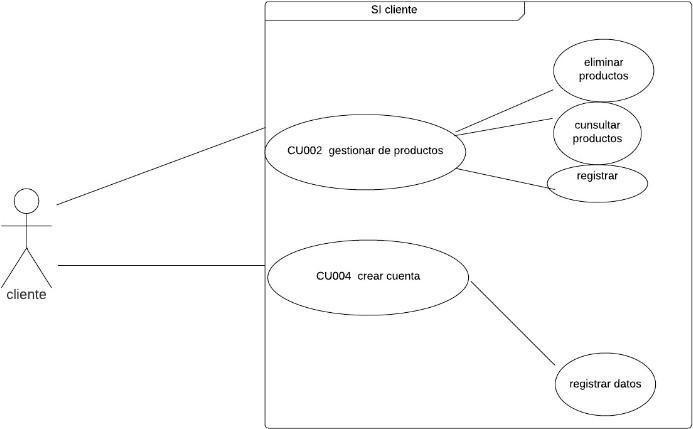 SI cliente
eliminar
productos
CU002 gestionar de productos
cunsultar
productos
registrar
cliente
CU004 crear cuenta
registrar datos